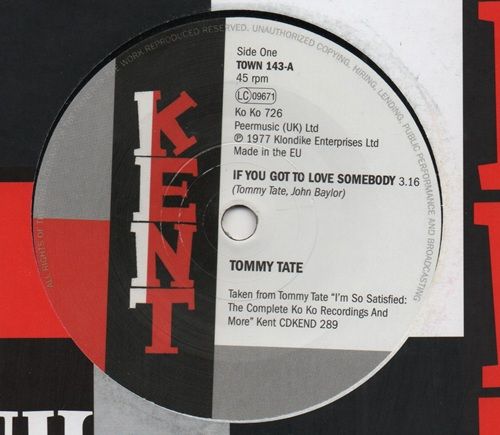 Side One
TOWN 143-A
45 rpm
LC 09671
Ko Ko 726
Peermusic (UK) Ltd
℗ 1977 Klondike Enterprises Ltd
Made in the EU
IF YOU GOT TO LOVE SOMEBODY 3.16
(Tommy Tate, John Baylor)
TOMMY TATE
Taken from Tommy Tate "I'm So Satisfied:
The Complete Ko Ko Recordings And
More" Kent CDKEND 289
KENT
ALL RIGHTS OF T
WORK REPRODUCED RESERVED. UNAUTHORIZED COPYING, HIRING, LENDING, PUBLIC PERFORMANCE AND BROADCASTING